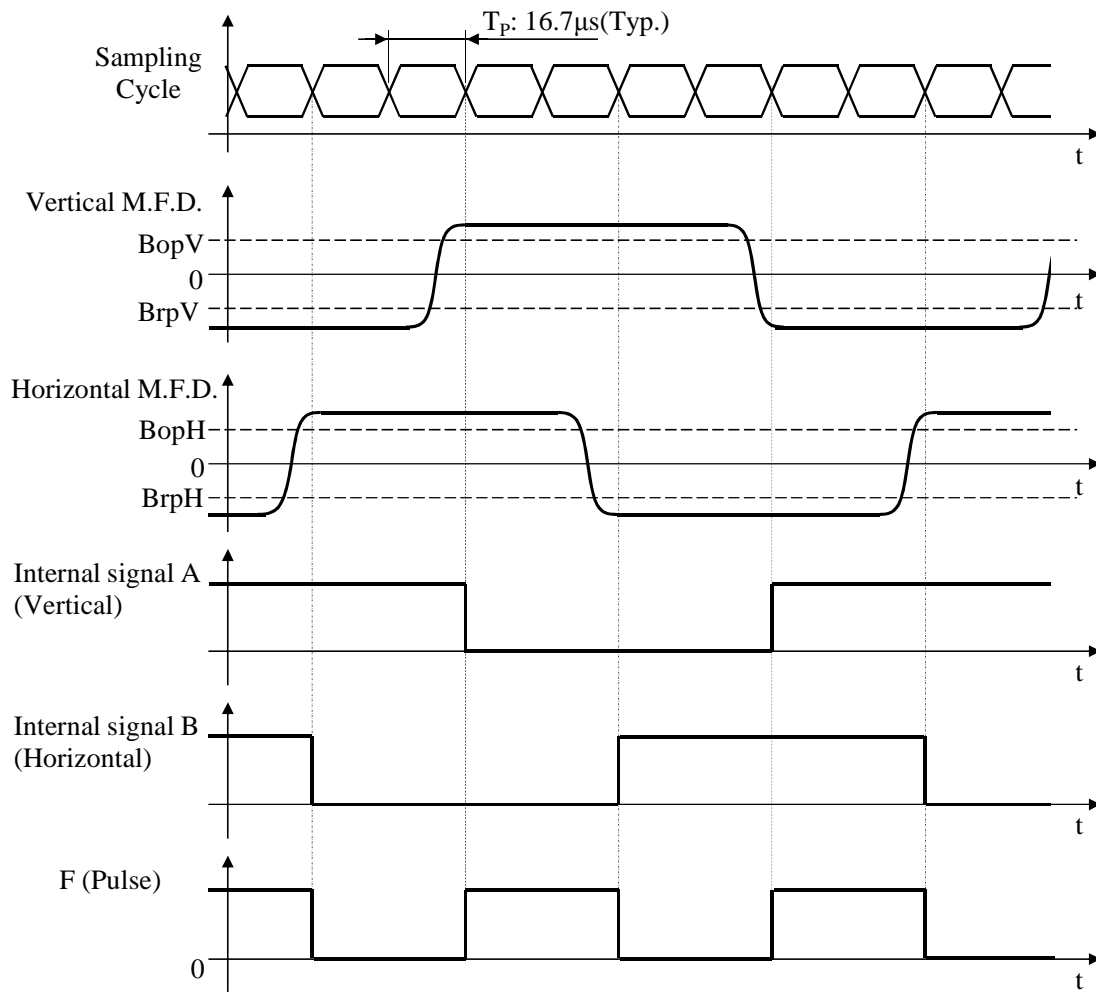 T_P: 16.7μs(Typ.)
Sampling
Cycle
t
Vertical M.F.D.
BopV
0
BrpV
t
Horizontal M.F.D.
BopH
0
BrpH
t
Internal signal A
(Vertical)
t
Internal signal B
(Horizontal)
t
F (Pulse)
0
t